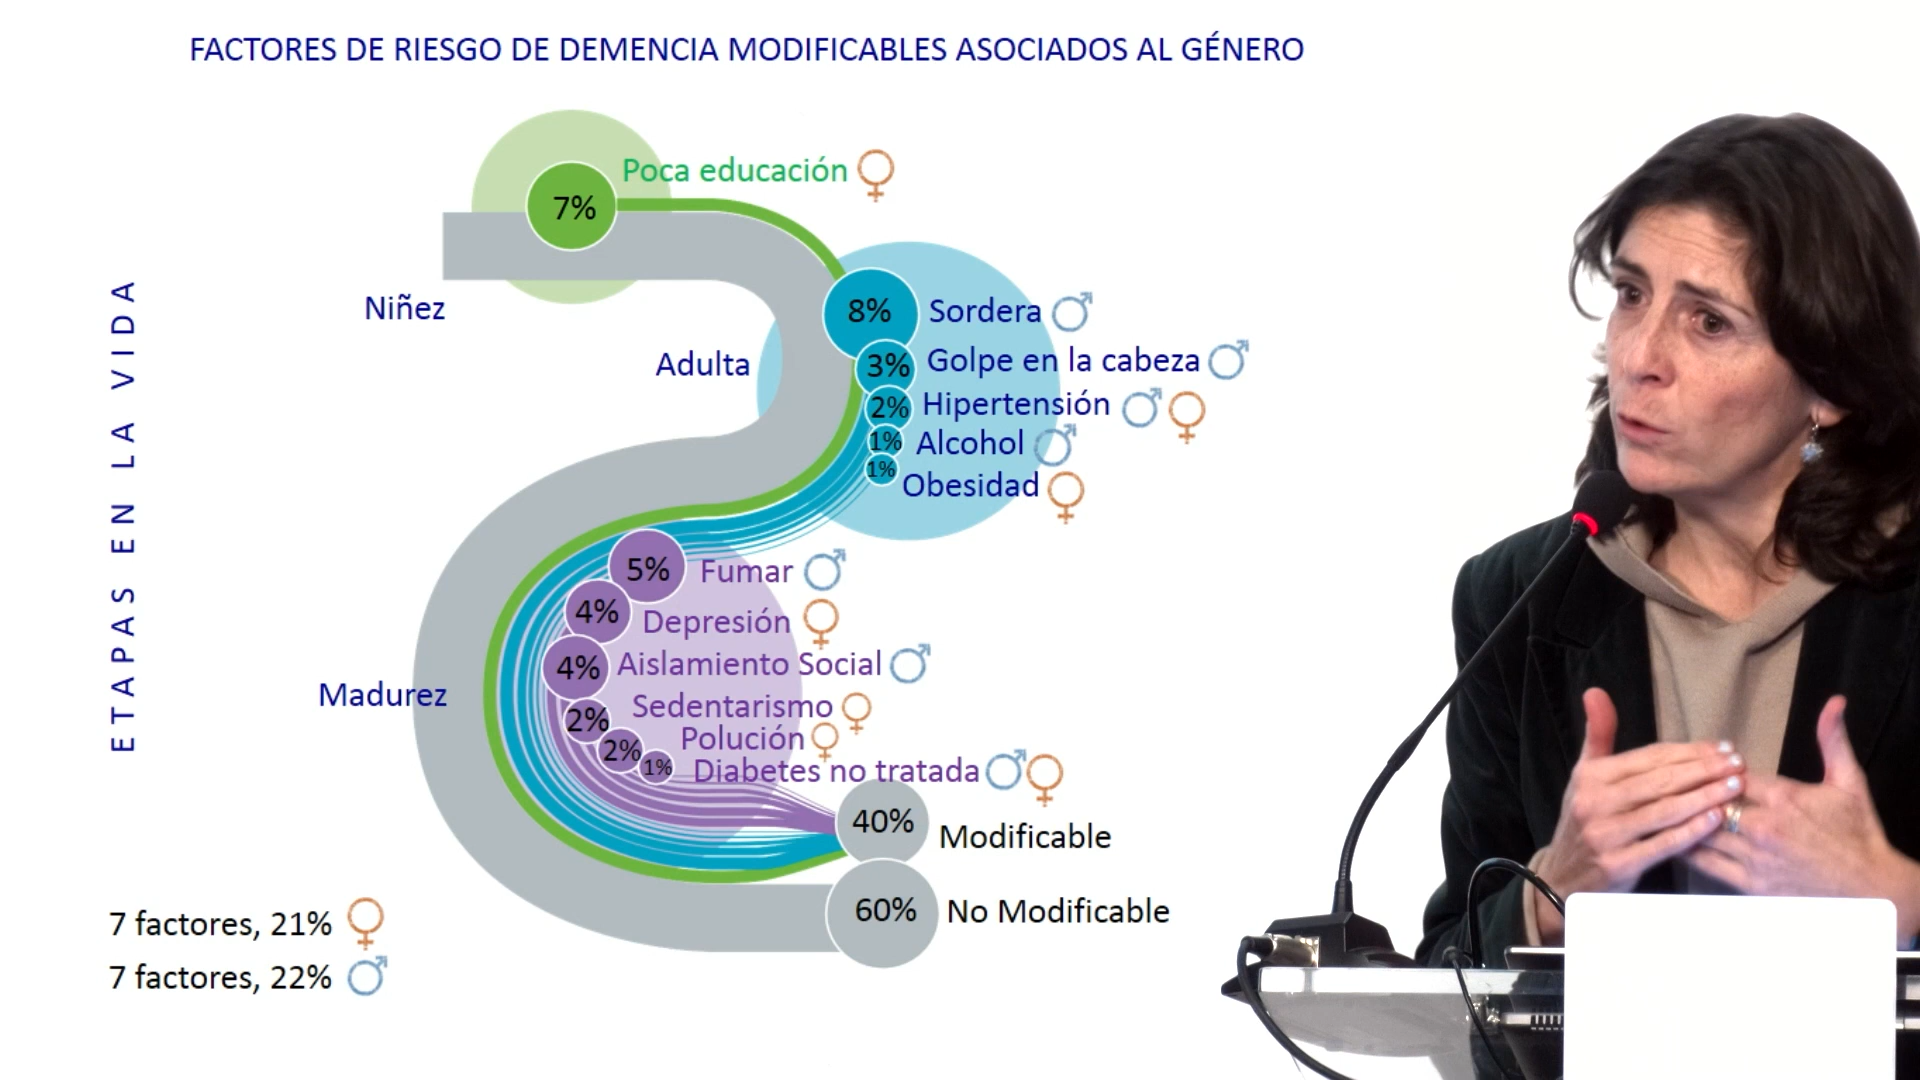 FACTORES DE RIESGO DE DEMENCIA MODIFICABLES ASOCIADOS AL GÉNERO
ETAPAS EN LA VIDA
7%
Poca educación
Niñez
Adulta
8%
Sordera
3%
Golpe en la cabeza
2%
Hipertensión
1%
Alcohol
1%
Obesidad
5%
Fumar
4%
Depresión
4%
Aislamiento Social
Madurez
2%
Sedentarismo
2%
Polución
1%
Diabetes no tratada
40%
Modificable
60%
No Modificable
7 factores, 21%
7 factores, 22%